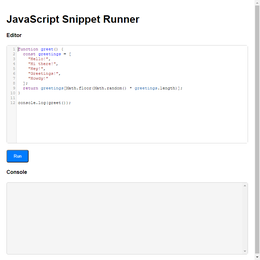 JavaScript Snippet Runner
Editor
1 function greet() {
2 const greetings = [
3 "Hello!",
4 "Hi there!",
5 "Hey!",
6 "Greetings!",
7 "Howdy!"
8 ];
9 return greetings[Math.floor(Math.random() * greetings.length)];
10 }
11
12 console.log(greet());
Run
Console